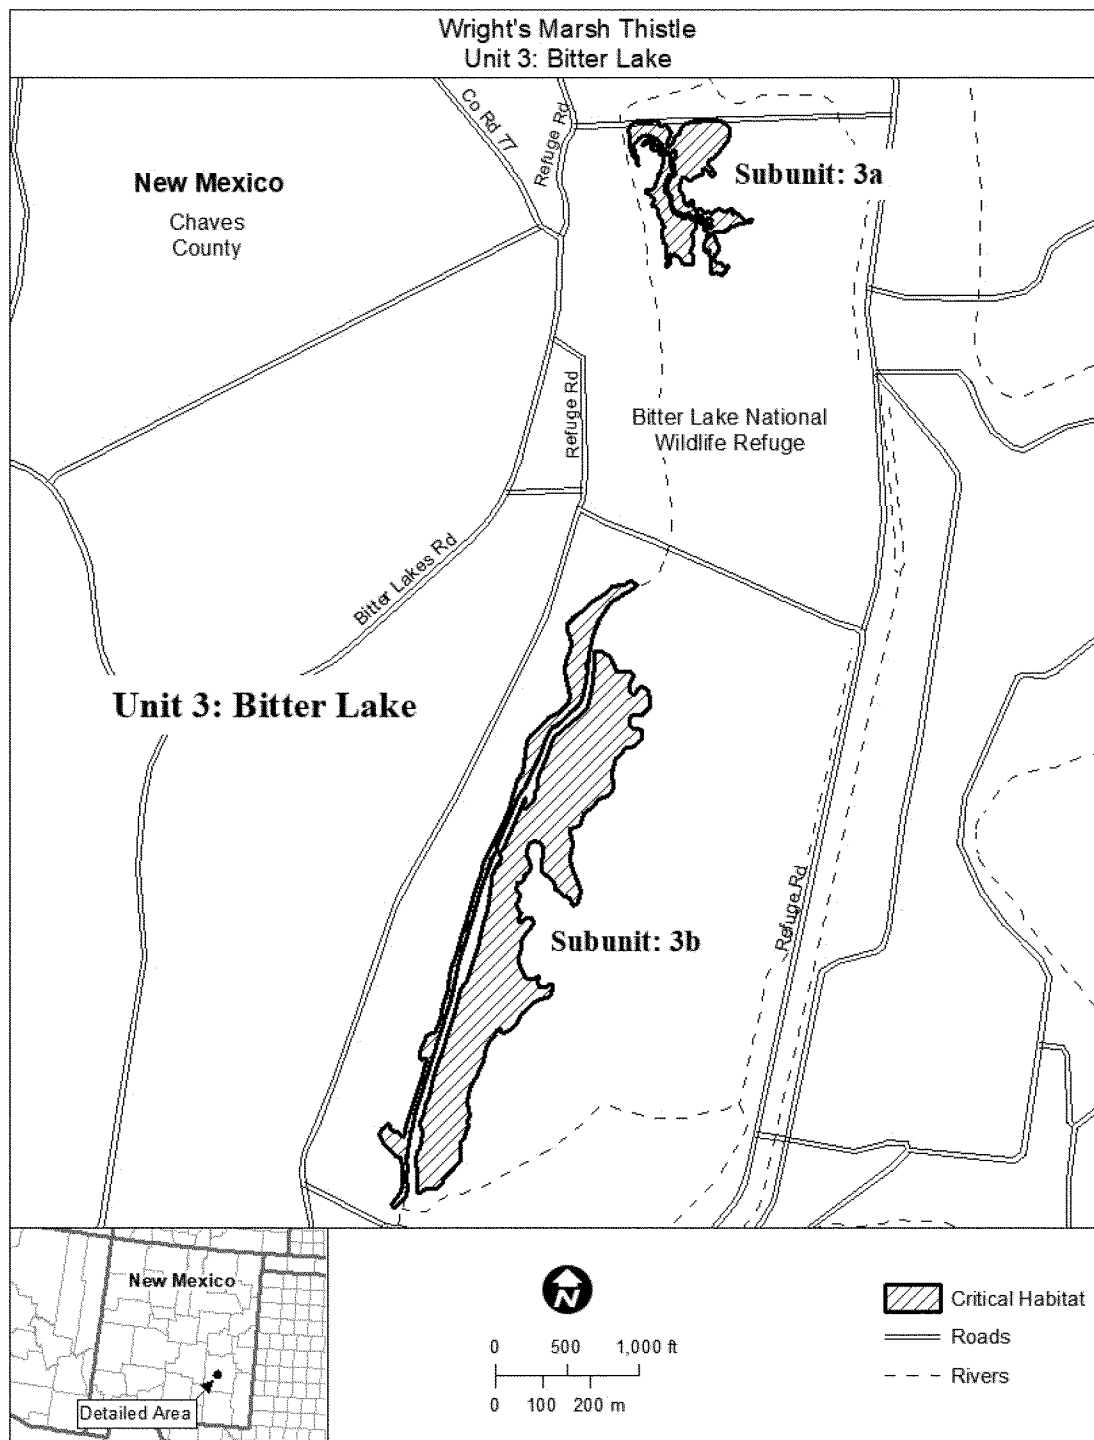 Wright's Marsh Thistle
Unit 3: Bitter Lake
Co Rd 77
Refuge Rd
New Mexico
Chaves
County
Subunit: 3a
Refuge Rd
Bitter Lake National
Wildlife Refuge
Bitter Lakes Rd
Unit 3: Bitter Lake
Refuge Rd
Subunit: 3b
New Mexico
Detailed Area
N
0 500 1,000 ft
0 100 200 m
Critical Habitat
Roads
Rivers